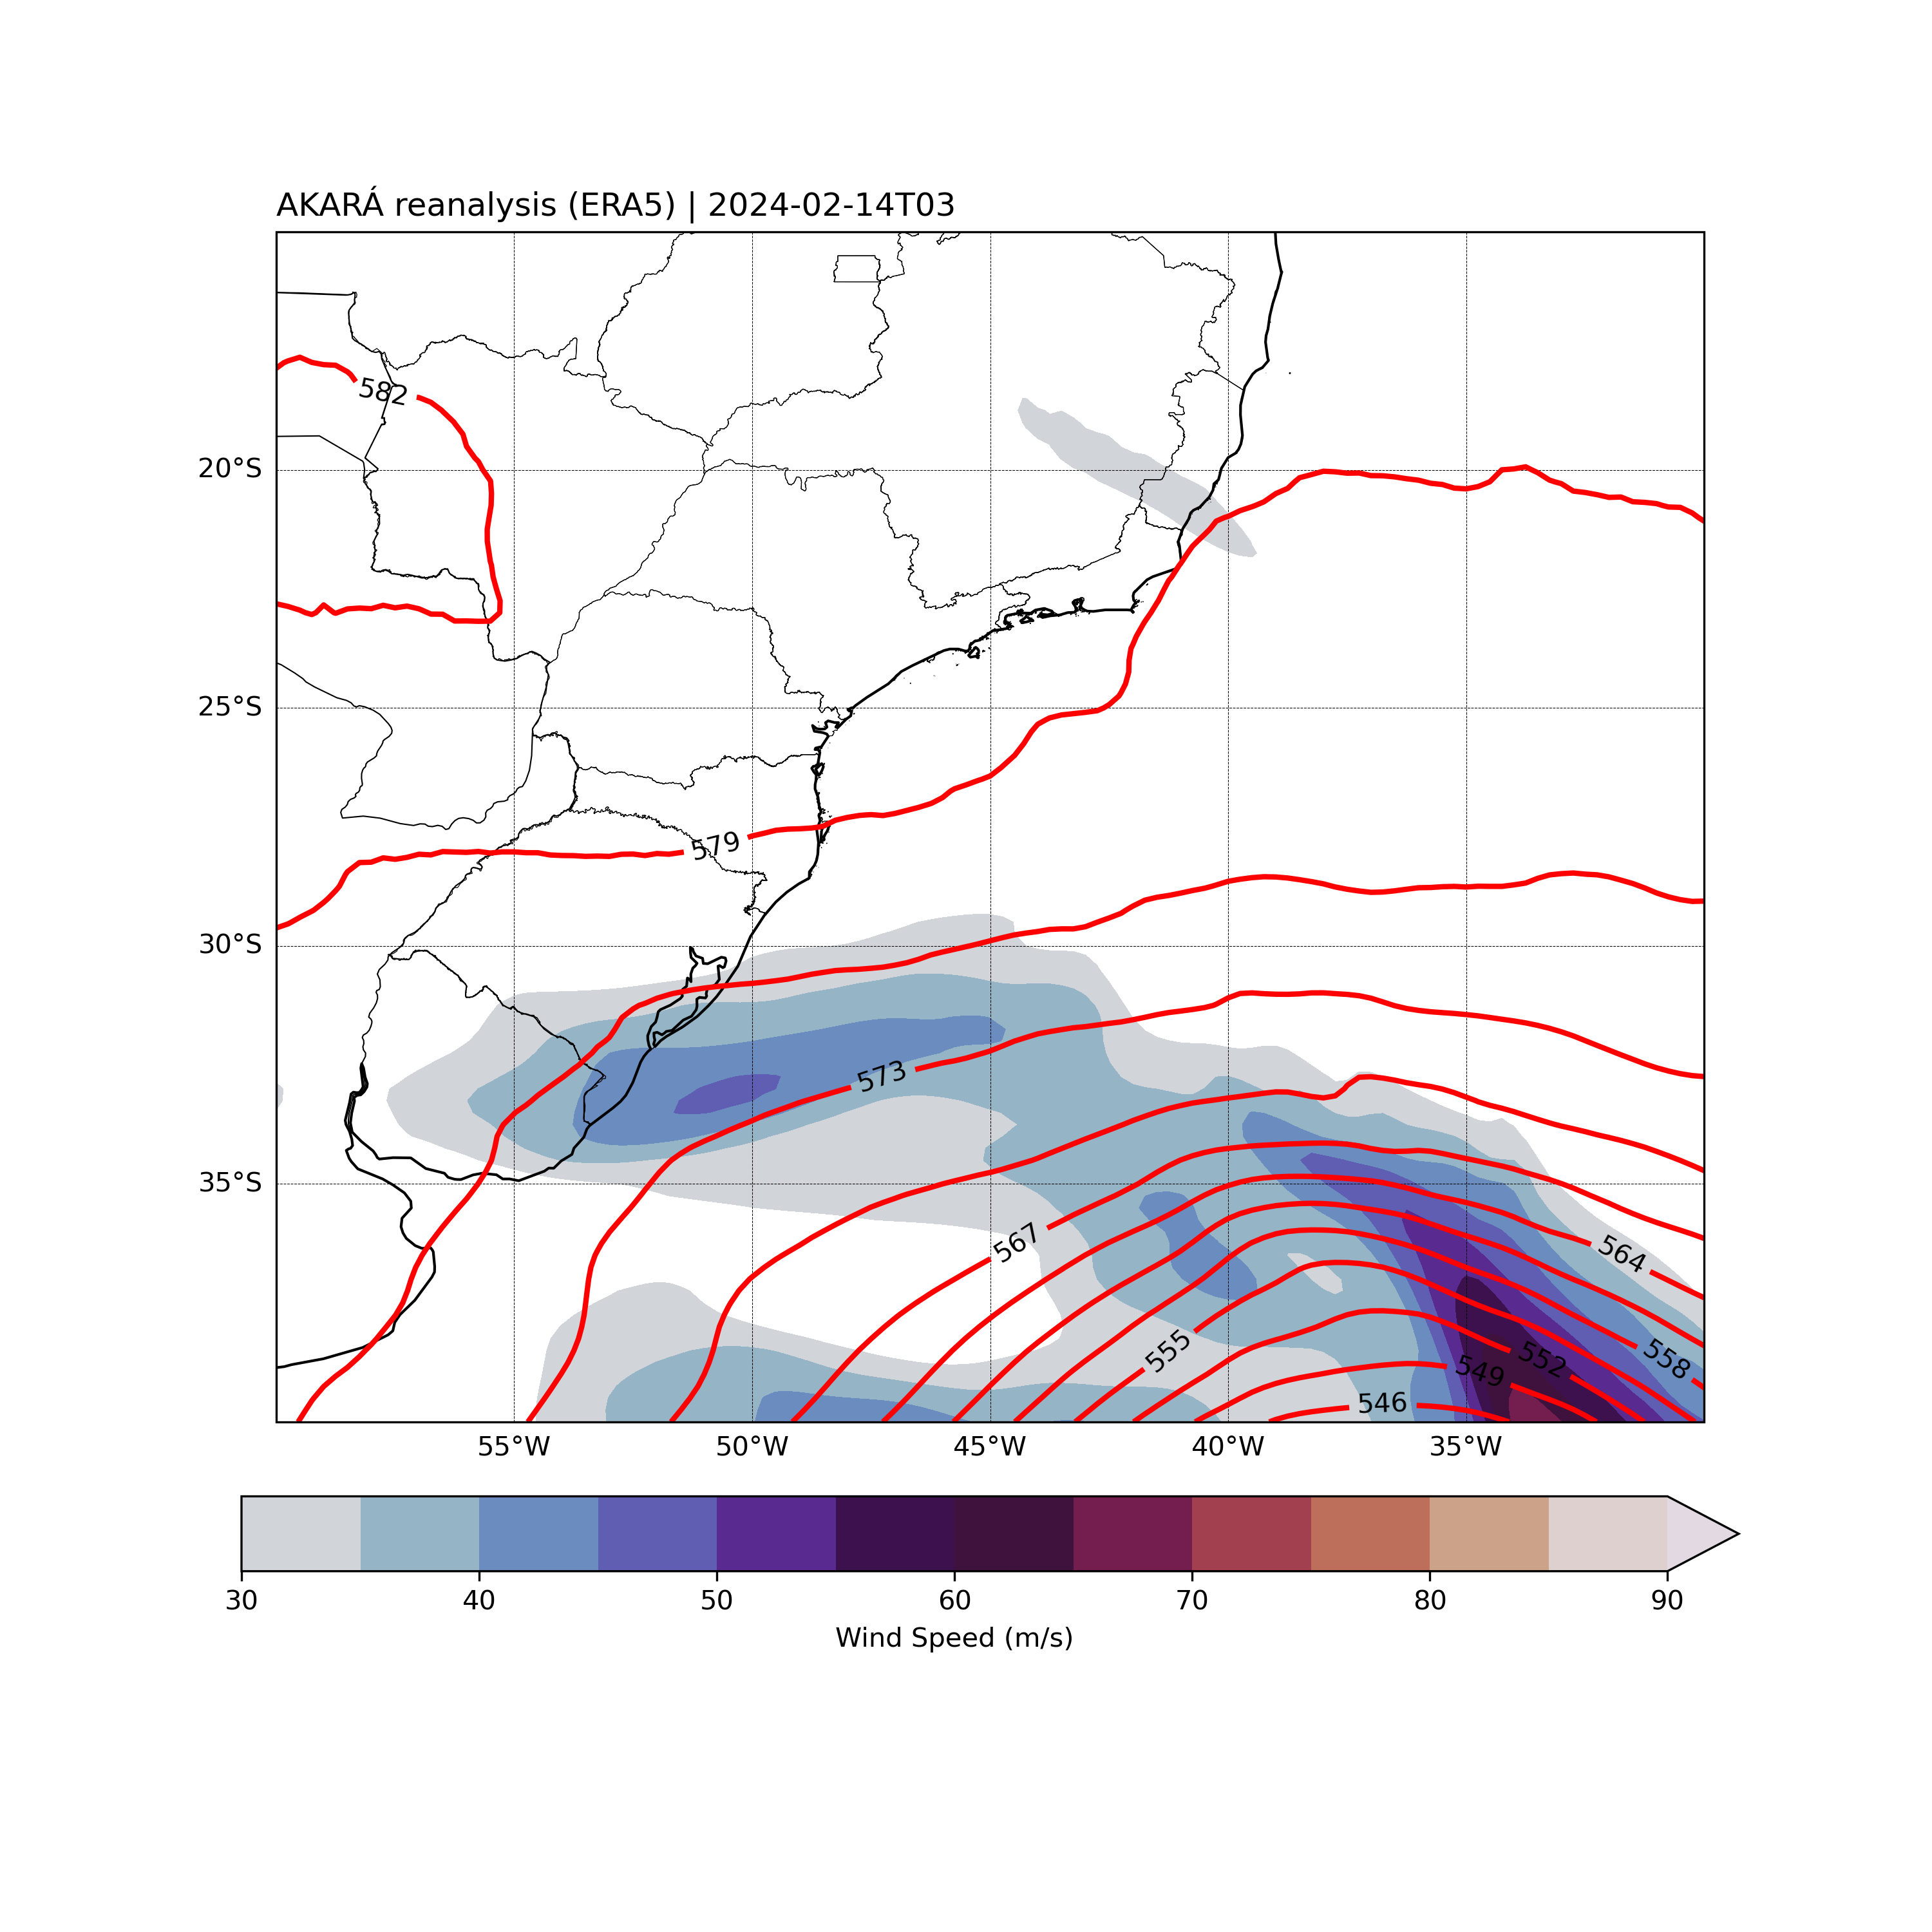 AKARÁ reanalysis (ERA5) | 2024-02-14T03
582
20°S
25°S
579
30°S
573
35°S
567
564
555
552
558
549
546
55°W 50°W 45°W 40°W 35°W
30 40 50 60 70 80 90
Wind Speed (m/s)